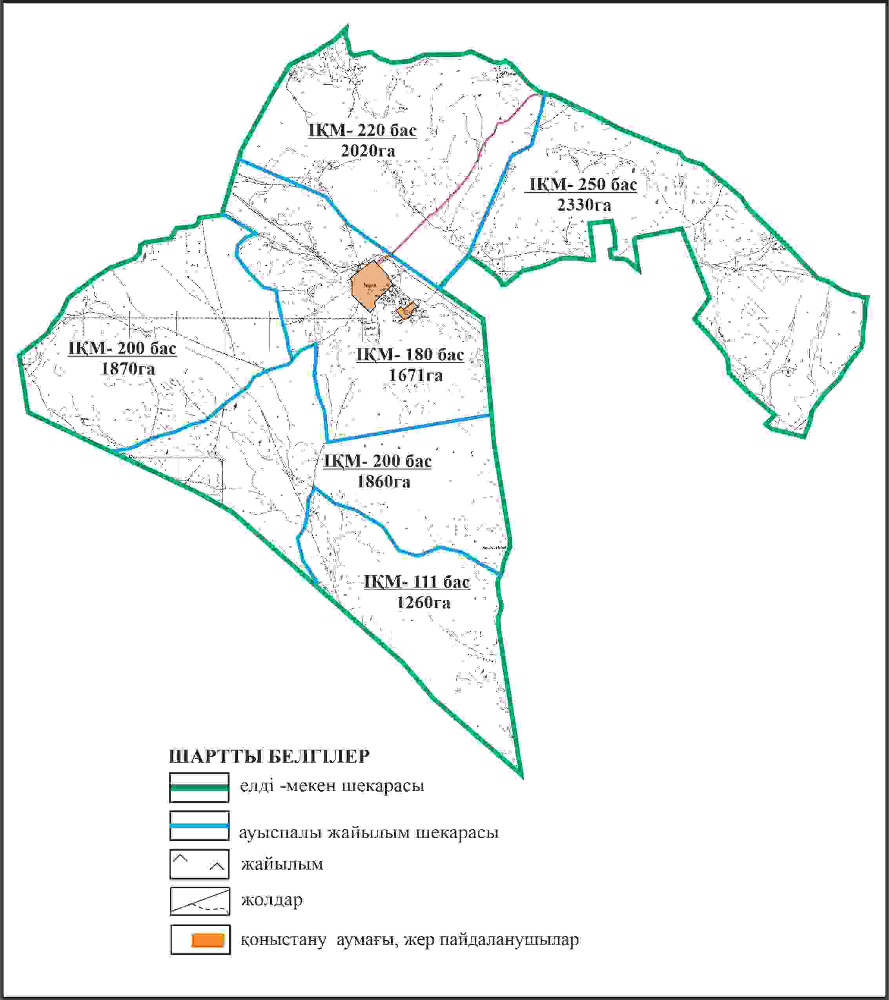 ІҚМ- 220 бас
2020га
ІҚМ- 250 бас
2330га
ІҚМ- 200 бас
1870га
ІҚМ- 180 бас
1671га
ІҚМ- 200 бас
1860га
ІҚМ- 111 бас
1260га
ШАРТТЫ БЕЛГІЛЕР
елді -мекен шекарасы
ауыспалы жайылым шекарасы
жайылым
жолдар
қоныстану аумағы, жер пайдаланушылар